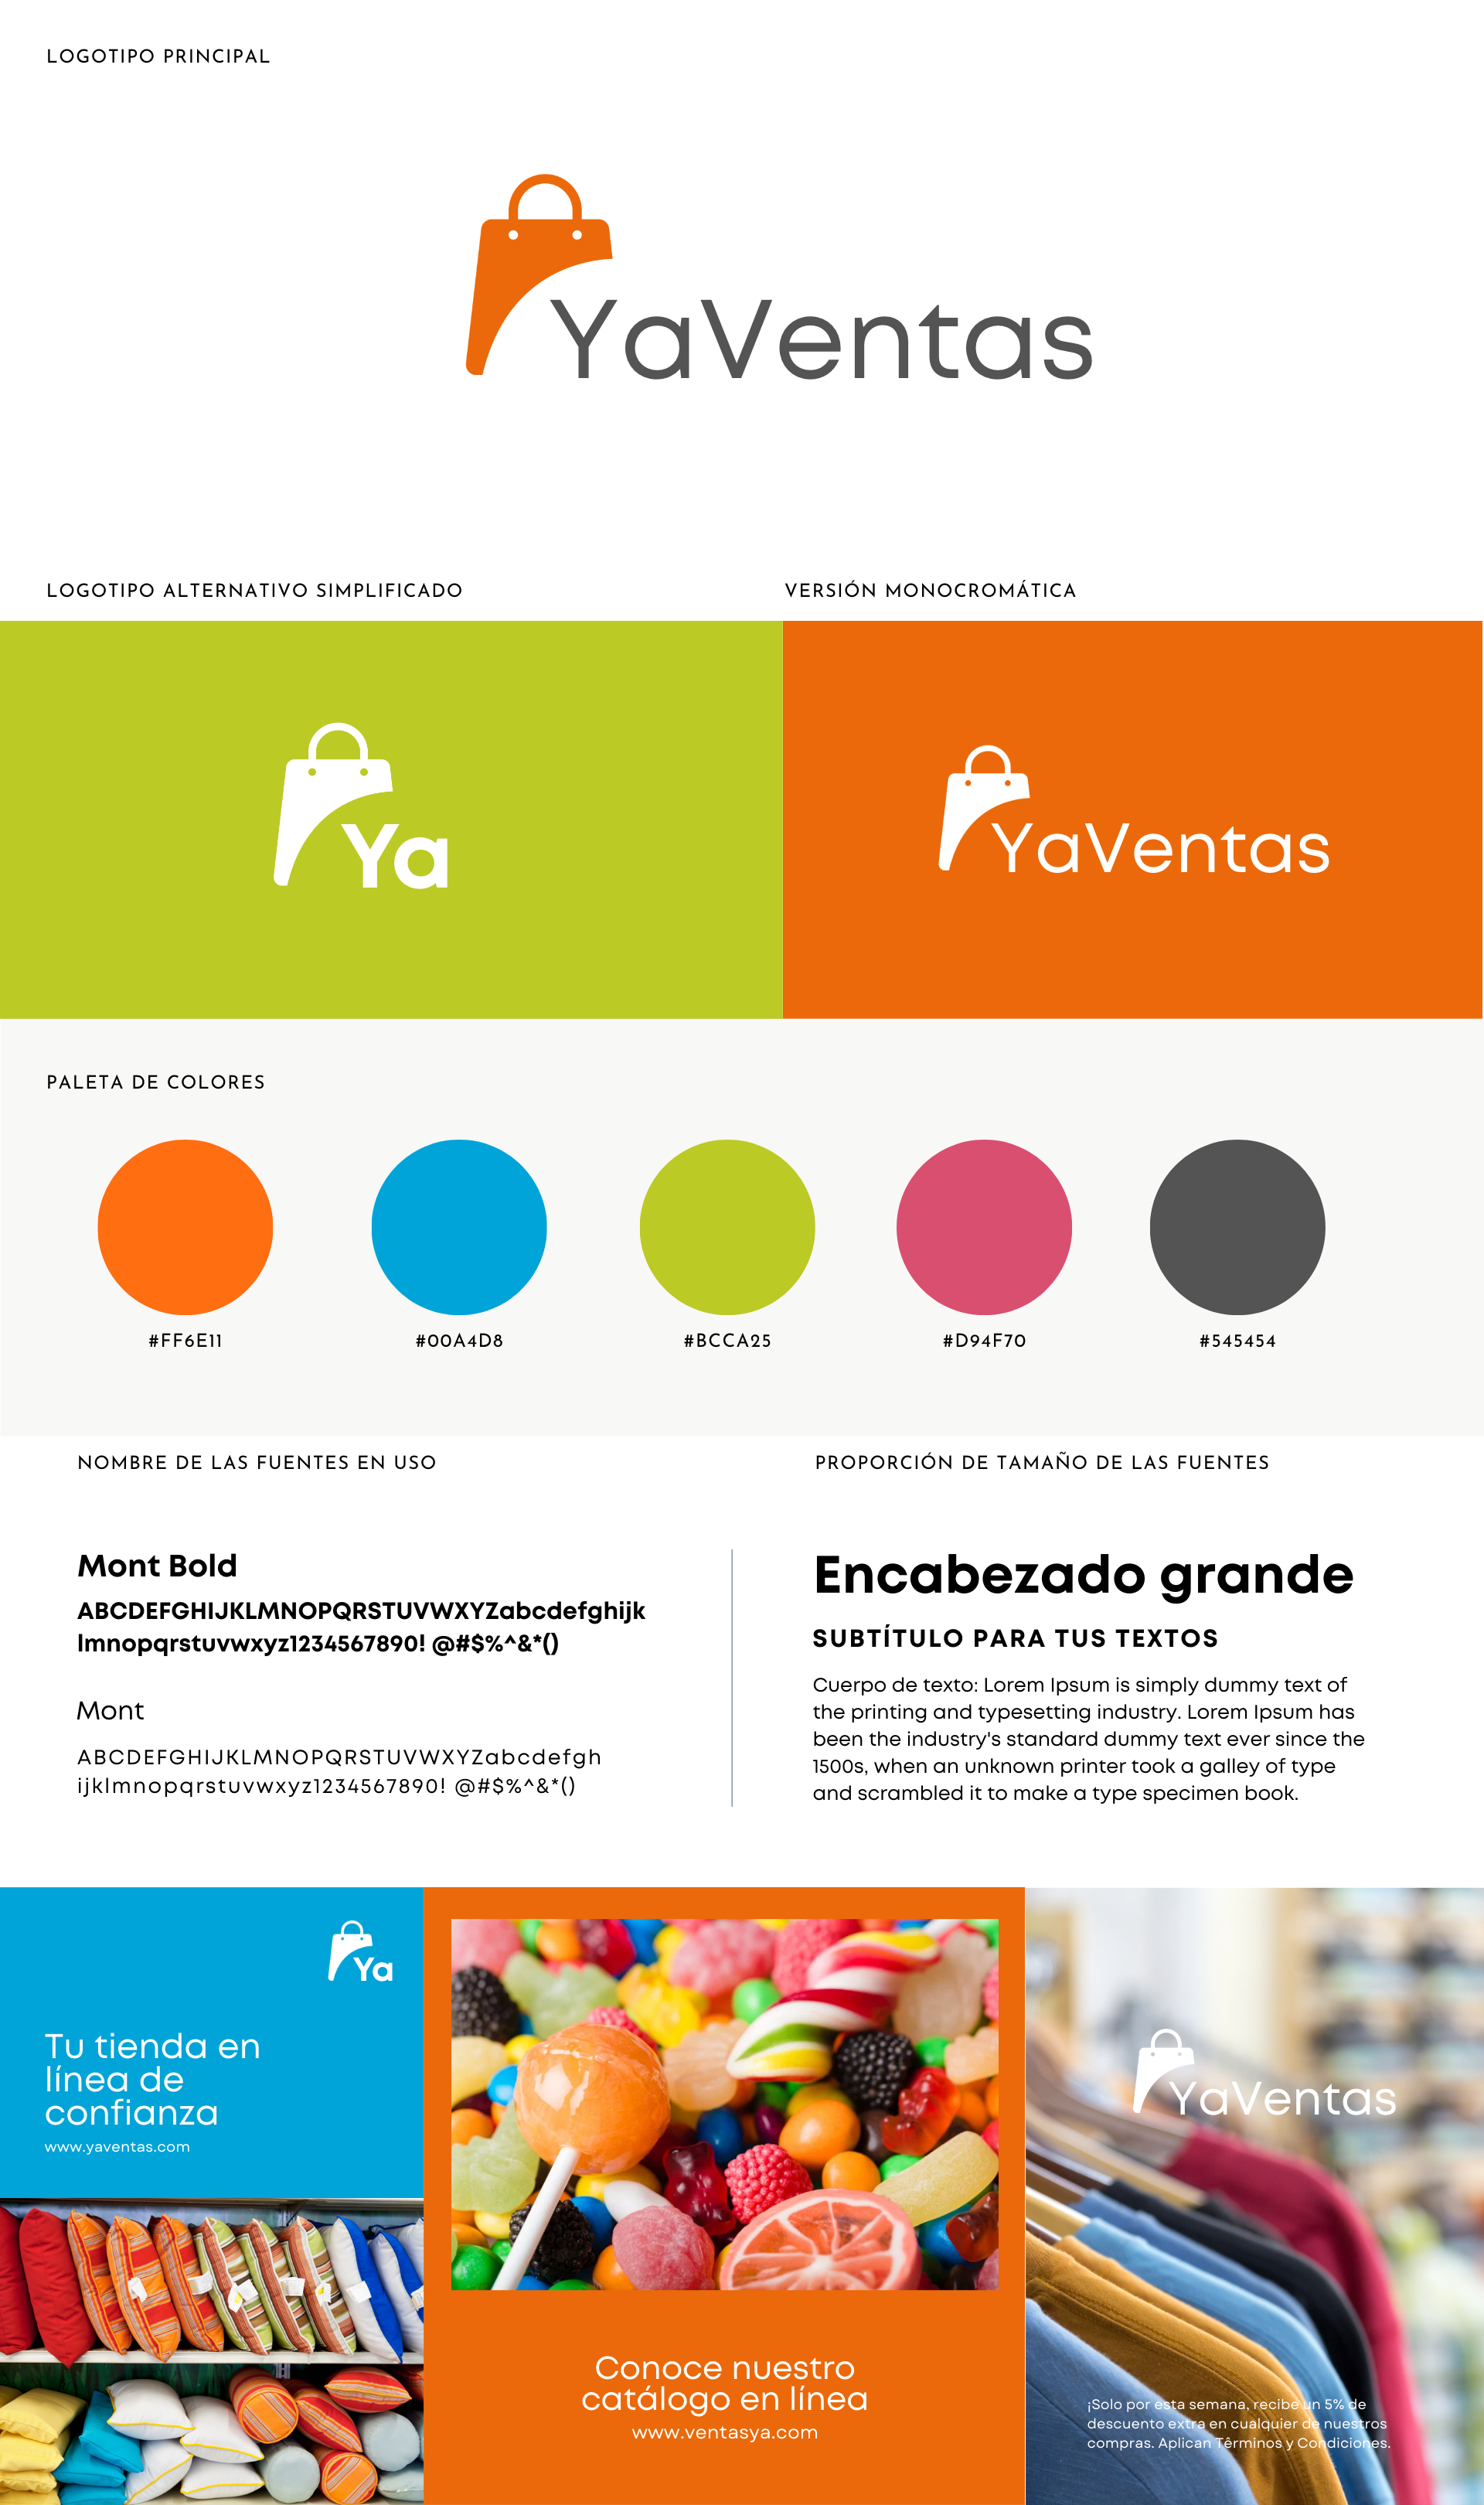 LOGOTIPO PRINCIPAL
YaVentas
LOGOTIPO ALTERNATIVO SIMPLIFICADO
VERSIÓN MONOCROMÁTICA
Ya
YaVentas
PALETA DE COLORES
#FF6E11
#00A4D8
#BCCA25
#D94F70
#545454
NOMBRE DE LAS FUENTES EN USO
Mont Bold
ABCDEFGHIJKLMNOPQRSTUVWXYZabcdefghijk
lmnopqrstuvwxyz1234567890! @#$%^&*()
Mont
ABCDEFGHIJKLMNOPQRSTUVWXYZabcdefgh
ijklmnopqrstuvwxyz1234567890! @#$%^&*()
PROPORCIÓN DE TAMAÑO DE LAS FUENTES
Encabezado grande
SUBTÍTULO PARA TUS TEXTOS
Cuerpo de texto: Lorem Ipsum is simply dummy text of
the printing and typesetting industry. Lorem Ipsum has
been the industry's standard dummy text ever since the
1500s, when an unknown printer took a galley of type
and scrambled it to make a type specimen book.
Ya
Tu tienda en
línea de
confianza
www.yaventas.com
Conoce nuestro
catálogo en línea
www.ventasya.com
YaVentas
¡Solo por esta semana, recibe un 5% de
descuento extra en cualquier de nuestros
compras. Aplican Términos y Condiciones.